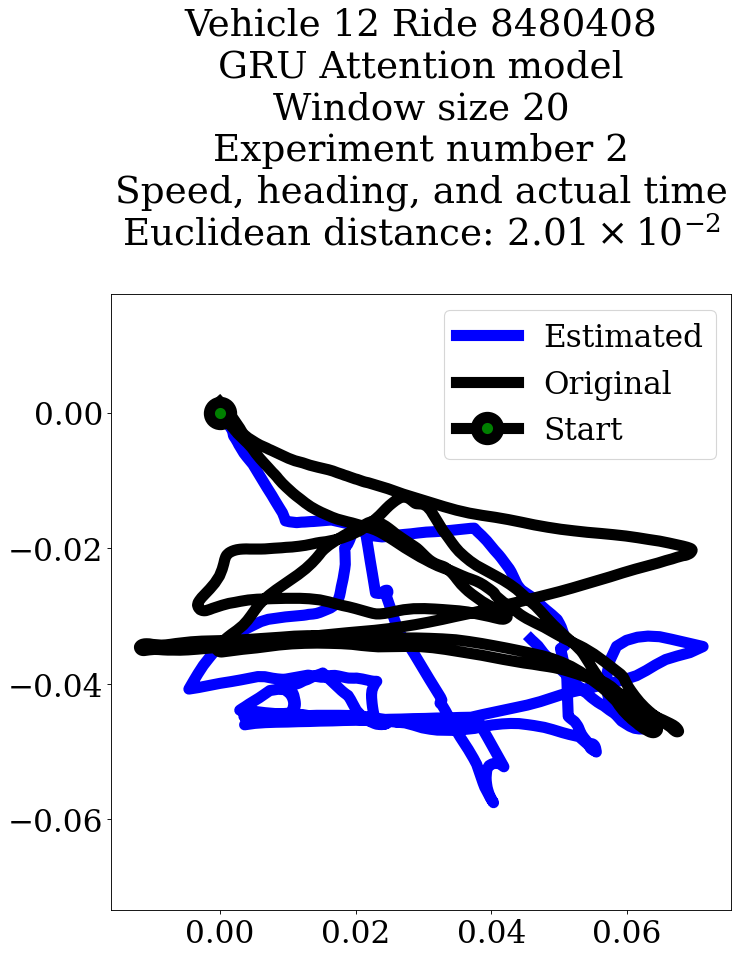 Vehicle 12 Ride 8480408
GRU Attention model
Window size 20
Experiment number 2
Speed, heading, and actual time
Euclidean distance: 2.01 × 10⁻²
Estimated
Original
Start
0.00
−0.02
−0.04
−0.06
0.00 0.02 0.04 0.06